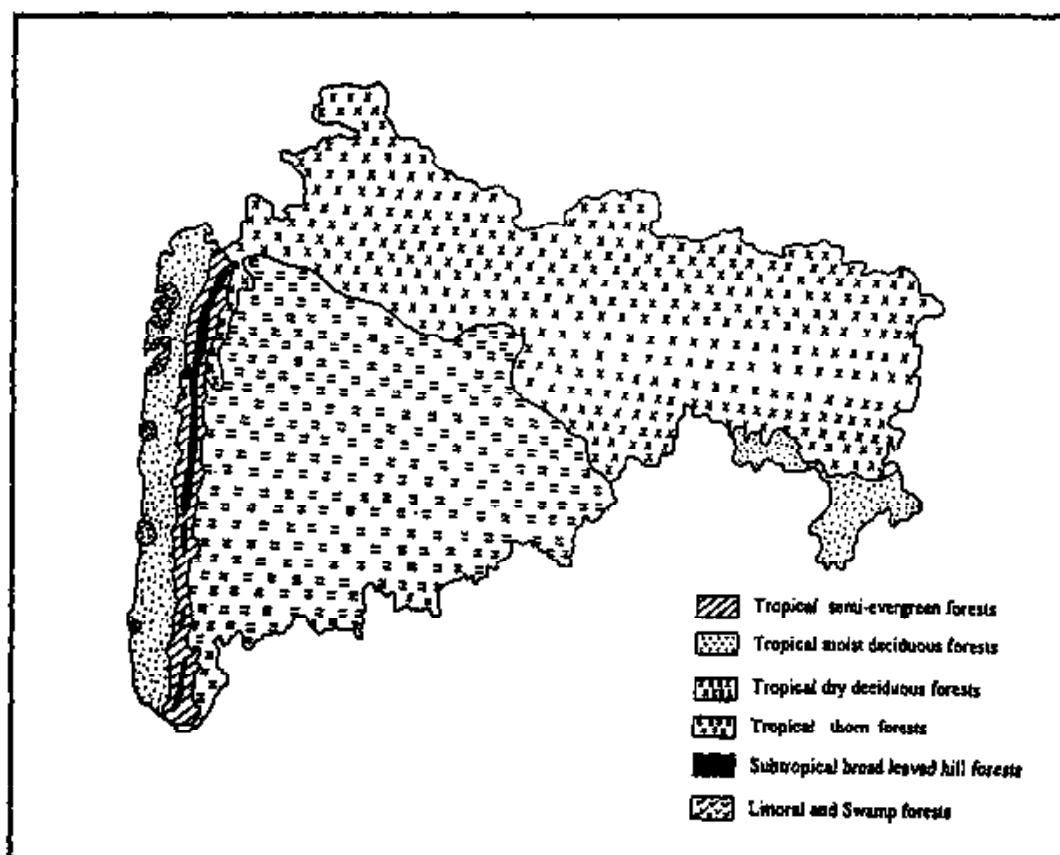 Tropical semi-evergreen forests
Tropical moist deciduous forests
Tropical dry deciduous forests
Tropical thorn forests
Subtropical broad leaved hill forests
Littoral and Swamp forests